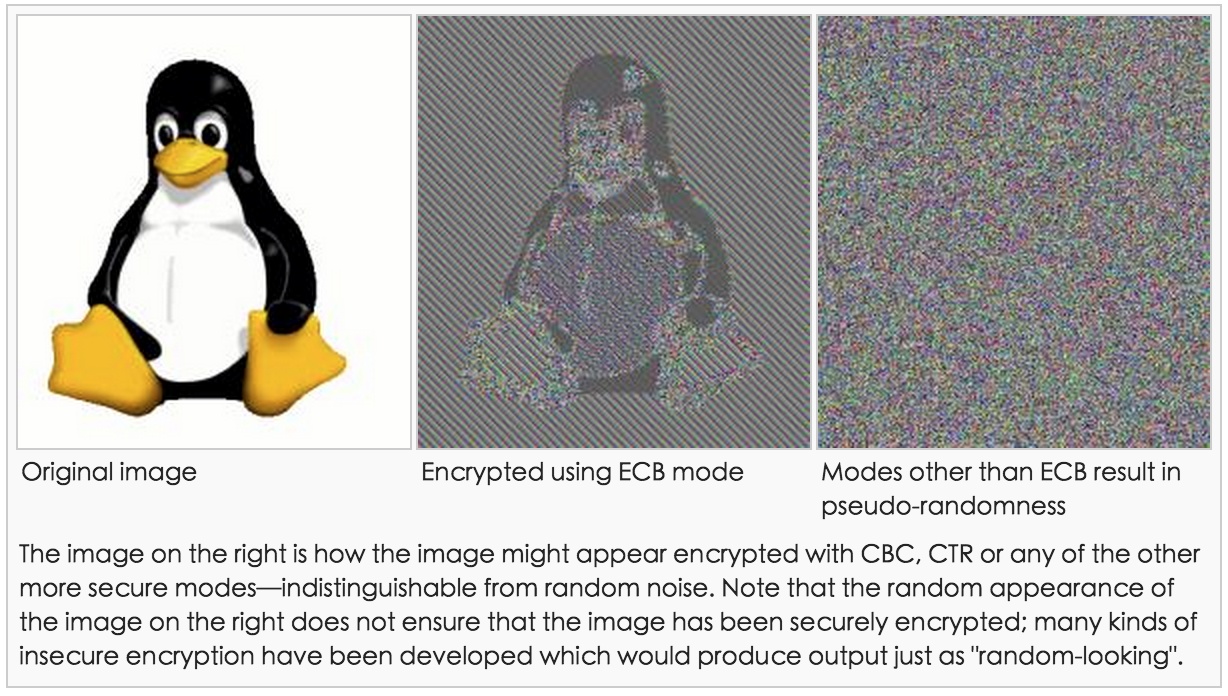 Original image
Encrypted using ECB mode
Modes other than ECB result in
pseudo-randomness
The image on the right is how the image might appear encrypted with CBC, CTR or any of the other
more secure modes—indistinguishable from random noise. Note that the random appearance of
the image on the right does not ensure that the image has been securely encrypted; many kinds of
insecure encryption have been developed which would produce output just as "random-looking".